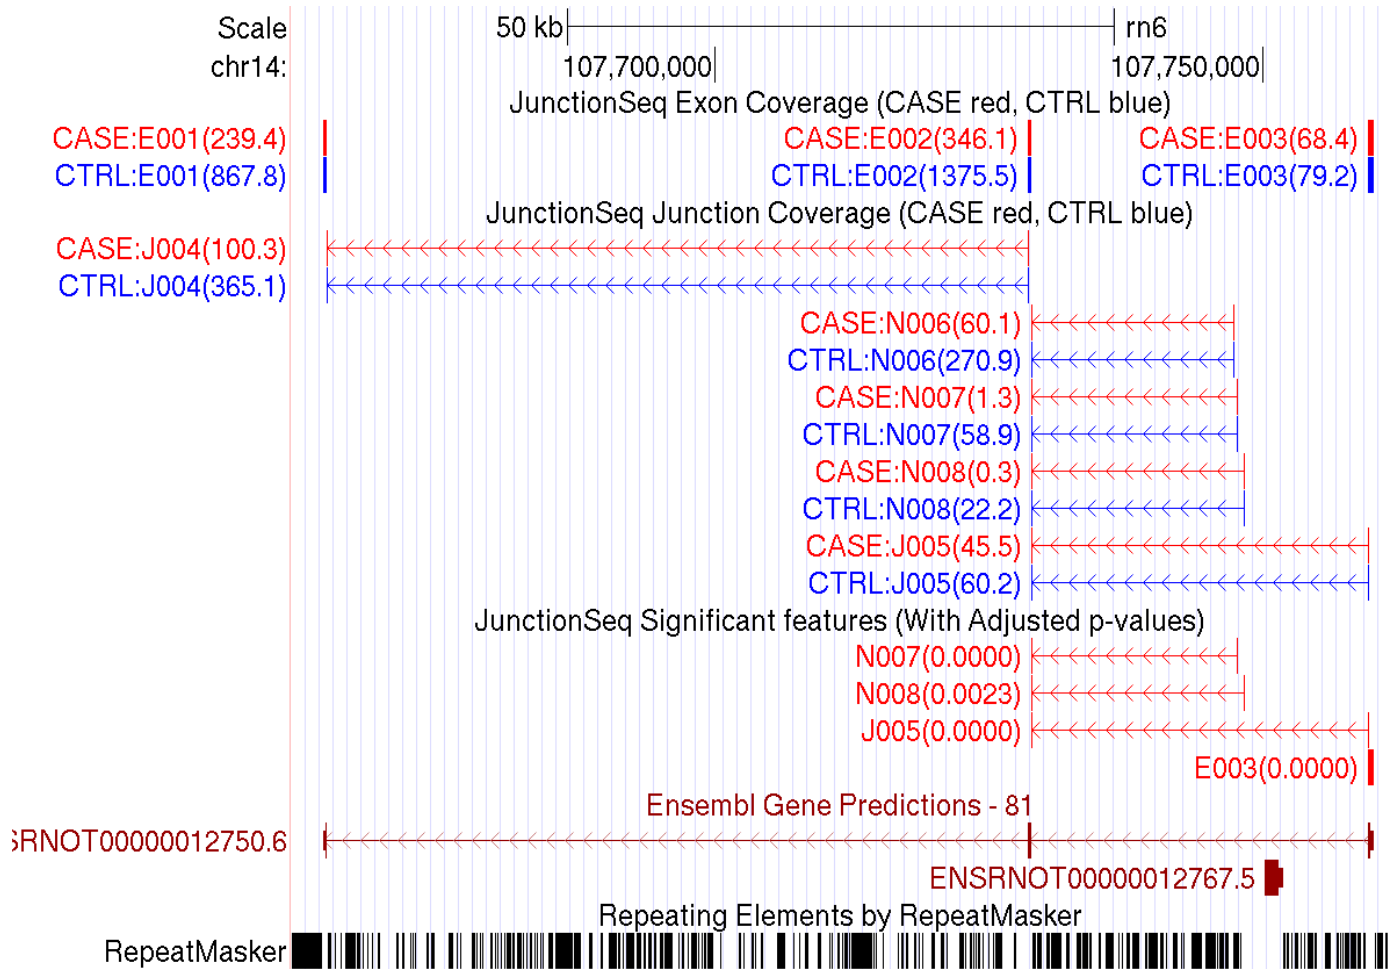 Scale 50 kb rn6
chr14: 107,700,000 107,750,000
JunctionSeq Exon Coverage (CASE red, CTRL blue)
CASE:E001(239.4) CASE:E002(346.1) CASE:E003(68.4)
CTRL:E001(867.8) CTRL:E002(1375.5) CTRL:E003(79.2)
JunctionSeq Junction Coverage (CASE red, CTRL blue)
CASE:J004(100.3)
CTRL:J004(365.1)
CASE:N006(60.1)
CTRL:N006(270.9)
CASE:N007(1.3)
CTRL:N007(58.9)
CASE:N008(0.3)
CTRL:N008(22.2)
CASE:J005(45.5)
CTRL:J005(60.2)
JunctionSeq Significant features (With Adjusted p-values)
N007(0.0000)
N008(0.0023)
J005(0.0000)
E003(0.0000)
Ensembl Gene Predictions - 81
SRNOT00000012750.6
ENSRNOT00000012767.5
Repeating Elements by RepeatMasker
RepeatMasker